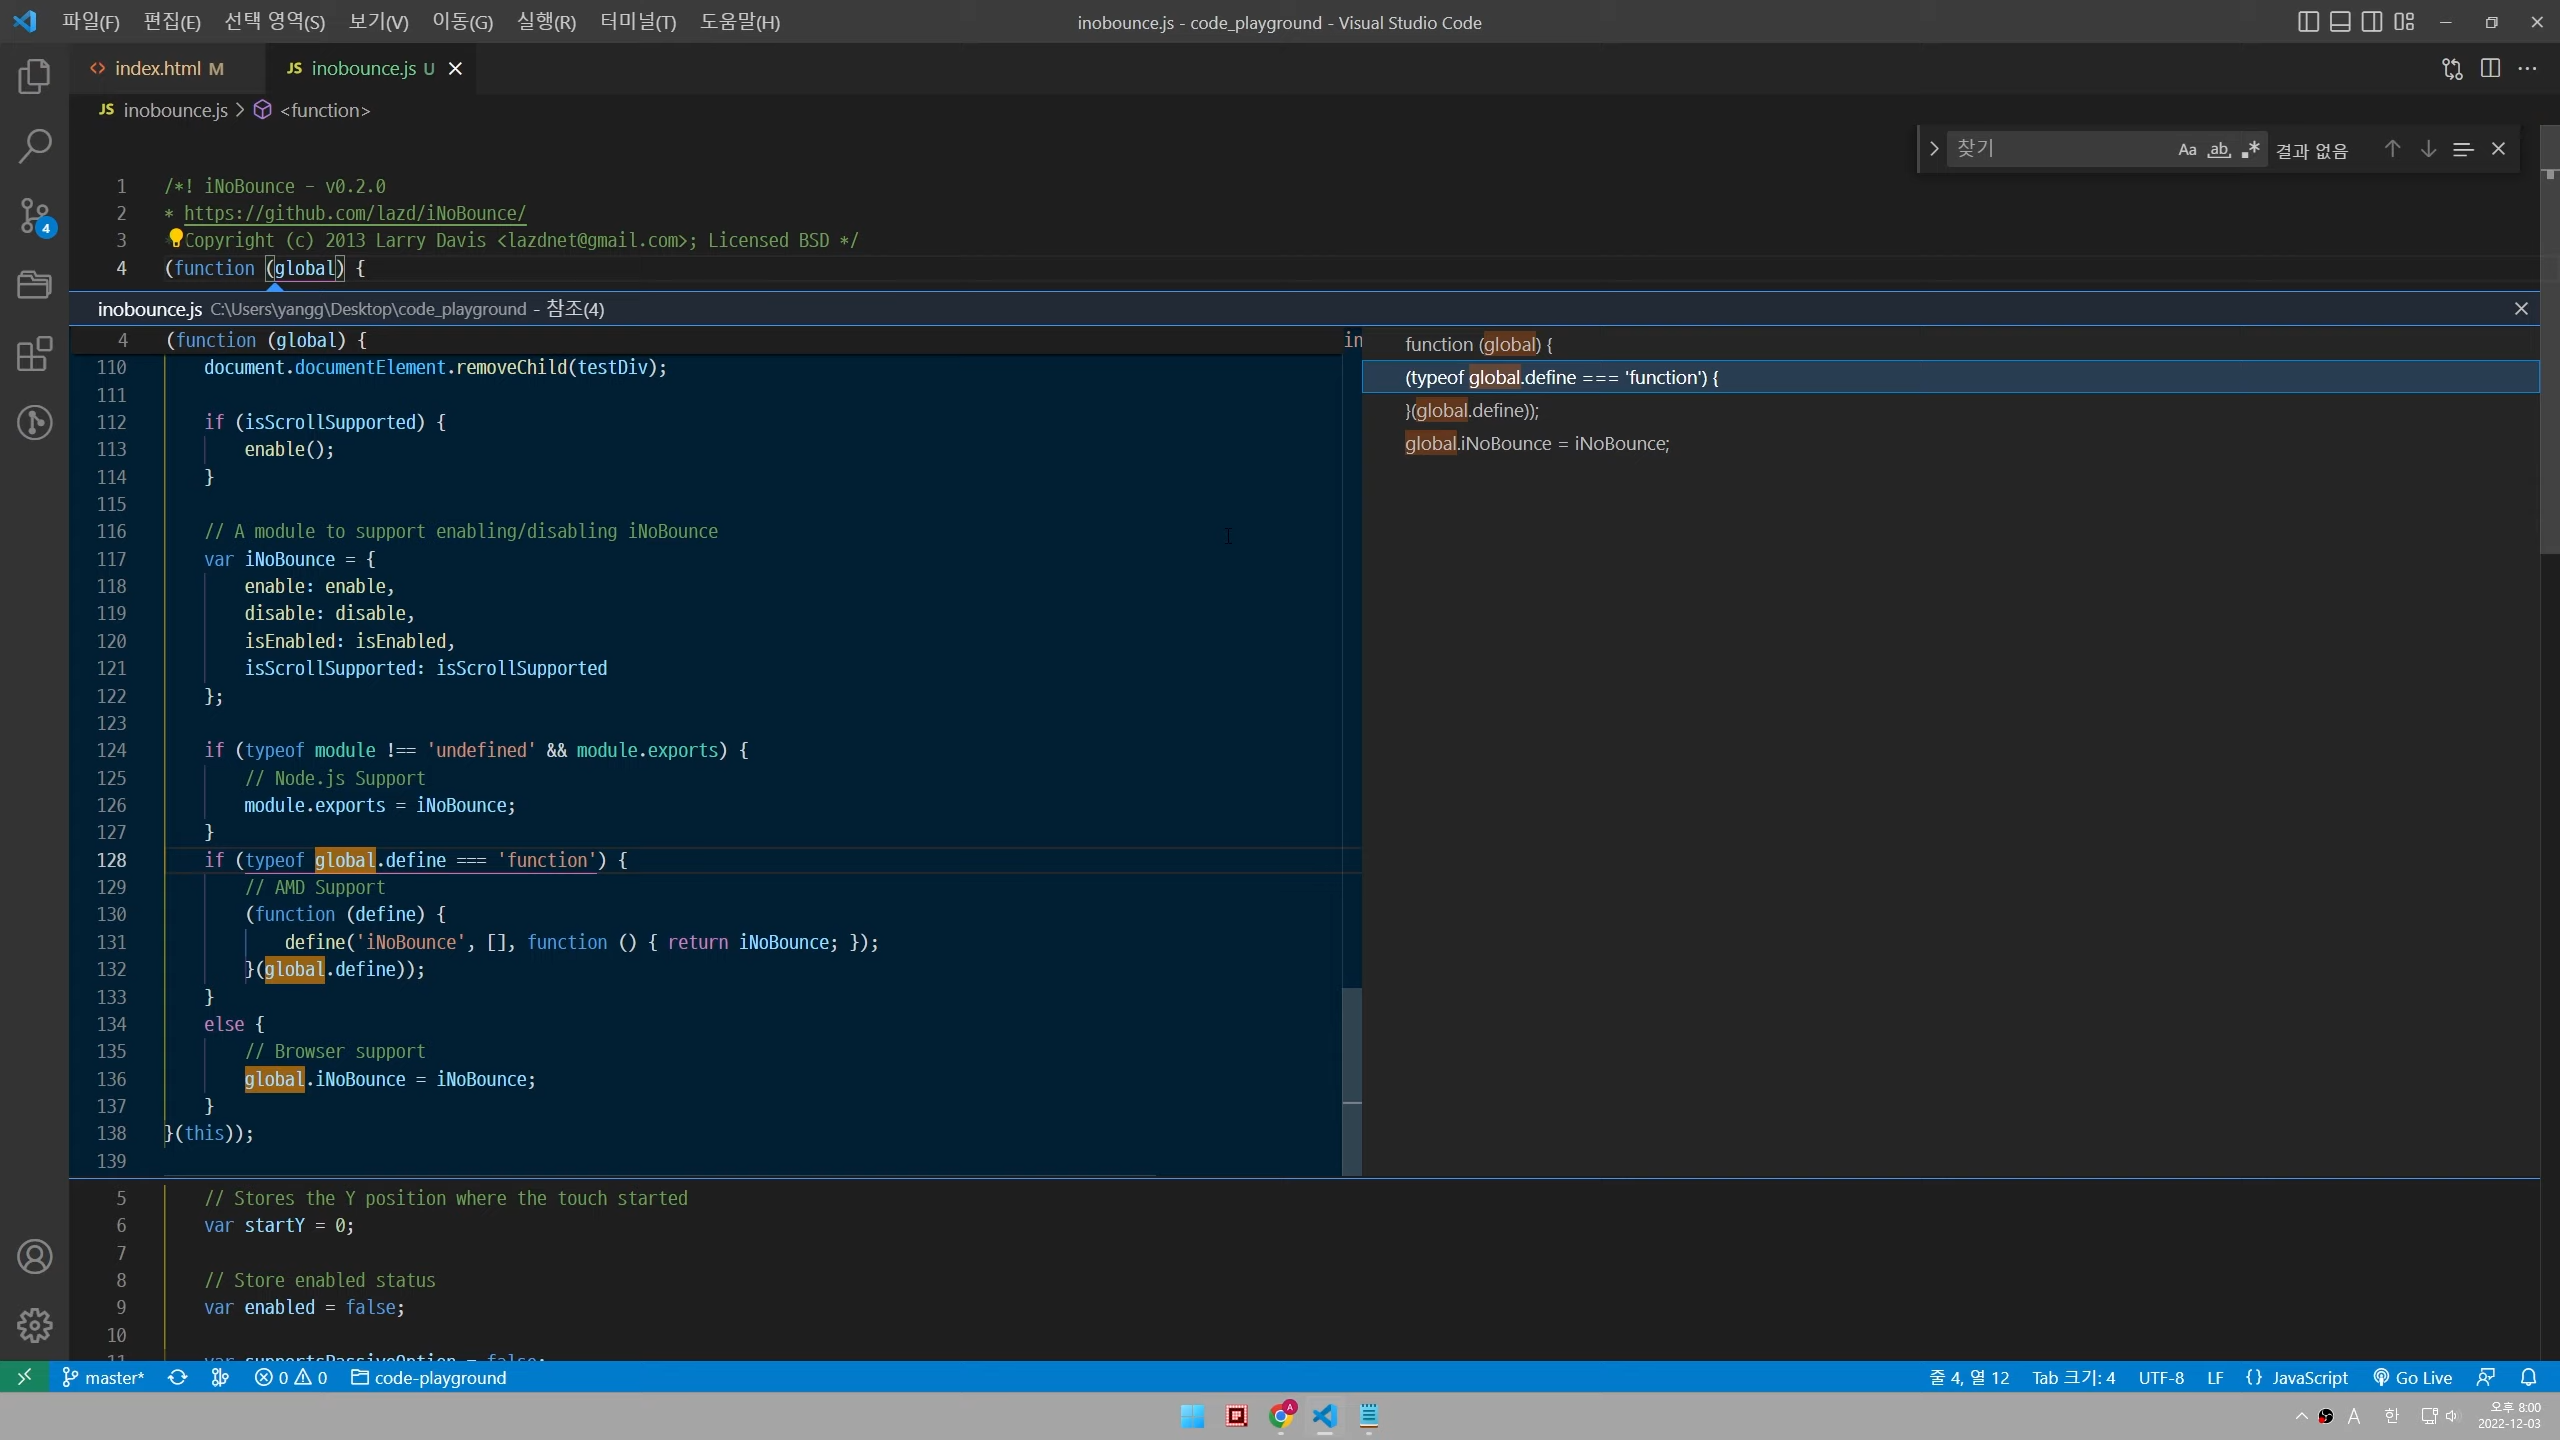 파일(F) 편집(E) 선택 영역(S) 보기(V) 이동(G) 실행(R) 터미널(T) 도움말(H) inobounce.js - code_playground - Visual Studio Code
index.html M JS inobounce.js U
JS inobounce.js > <function>
찾기 Aa ab 결과 없음
1 /*! iNoBounce - v0.2.0
2 * https://github.com/lazd/iNoBounce/
3 Copyright (c) 2013 Larry Davis <lazdnet@gmail.com>; Licensed BSD */
4 (function (global) {
inobounce.js C:\Users\yangg\Desktop\code_playground - 참조(4)
4 (function (global) {
110 document.documentElement.removeChild(testDiv);
111
112 if (isScrollSupported) {
113 enable();
114 }
115
116 // A module to support enabling/disabling iNoBounce
117 var iNoBounce = {
118 enable: enable,
119 disable: disable,
120 isEnabled: isEnabled,
121 isScrollSupported: isScrollSupported
122 };
123
124 if (typeof module !== 'undefined' && module.exports) {
125 // Node.js Support
126 module.exports = iNoBounce;
127 }
128 if (typeof global.define === 'function') {
129 // AMD Support
130 (function (define) {
131 define('iNoBounce', [], function () { return iNoBounce; });
132 }(global.define));
133 }
134 else {
135 // Browser support
136 global.iNoBounce = iNoBounce;
137 }
138 }(this));
139
in
function (global) {
(typeof global.define === 'function') {
}(global.define));
global.iNoBounce = iNoBounce;
5 // Stores the Y position where the touch started
6 var startY = 0;
7
8 // Store enabled status
9 var enabled = false;
10
11 var supportsPassiveOption = false;
4
master* 0 0 code-playground 줄 4, 열 12 Tab 크기: 4 UTF-8 LF {} JavaScript Go Live
A A 한 오후 8:00
2022-12-03